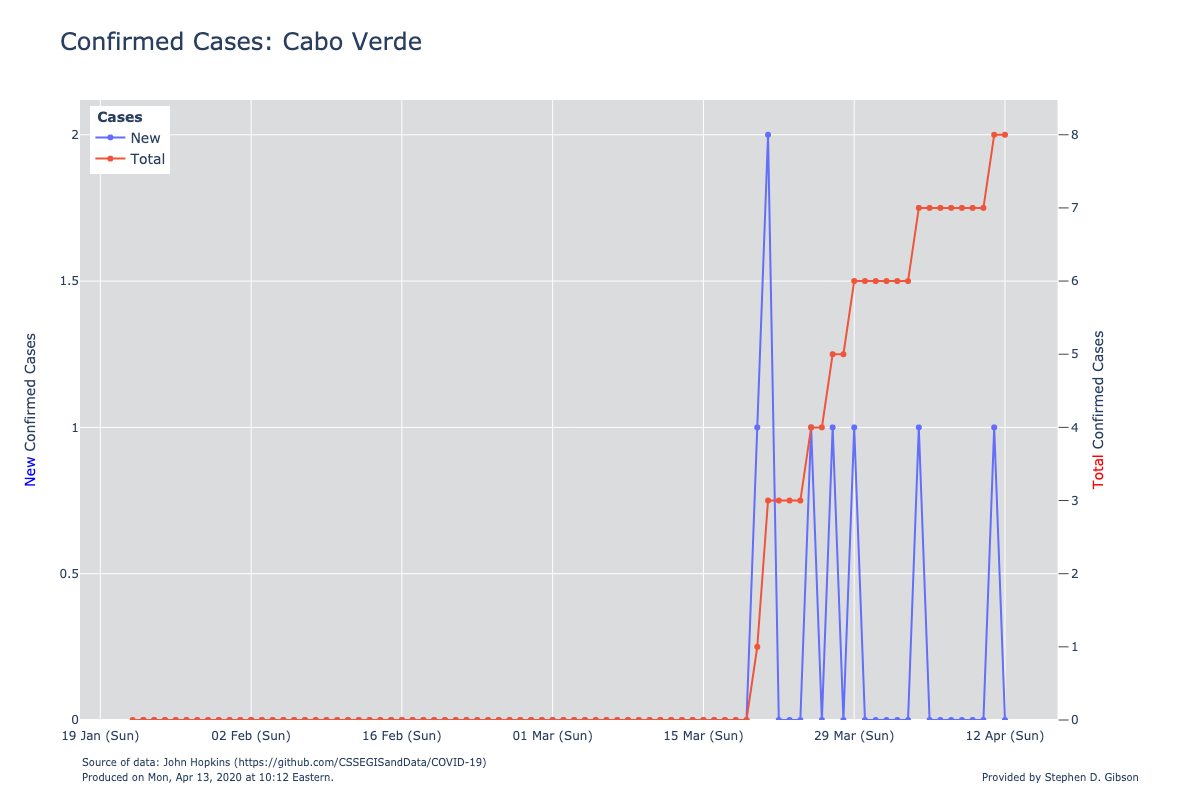 Confirmed Cases: Cabo Verde
Cases
New
Total
2
1.5
1
0.5
0
8
7
6
5
4
3
2
1
0
New Confirmed Cases
Total Confirmed Cases
19 Jan (Sun) 02 Feb (Sun) 16 Feb (Sun) 01 Mar (Sun) 15 Mar (Sun) 29 Mar (Sun) 12 Apr (Sun)
Source of data: John Hopkins (https://github.com/CSSEGISandData/COVID-19)
Produced on Mon, Apr 13, 2020 at 10:12 Eastern.
Provided by Stephen D. Gibson